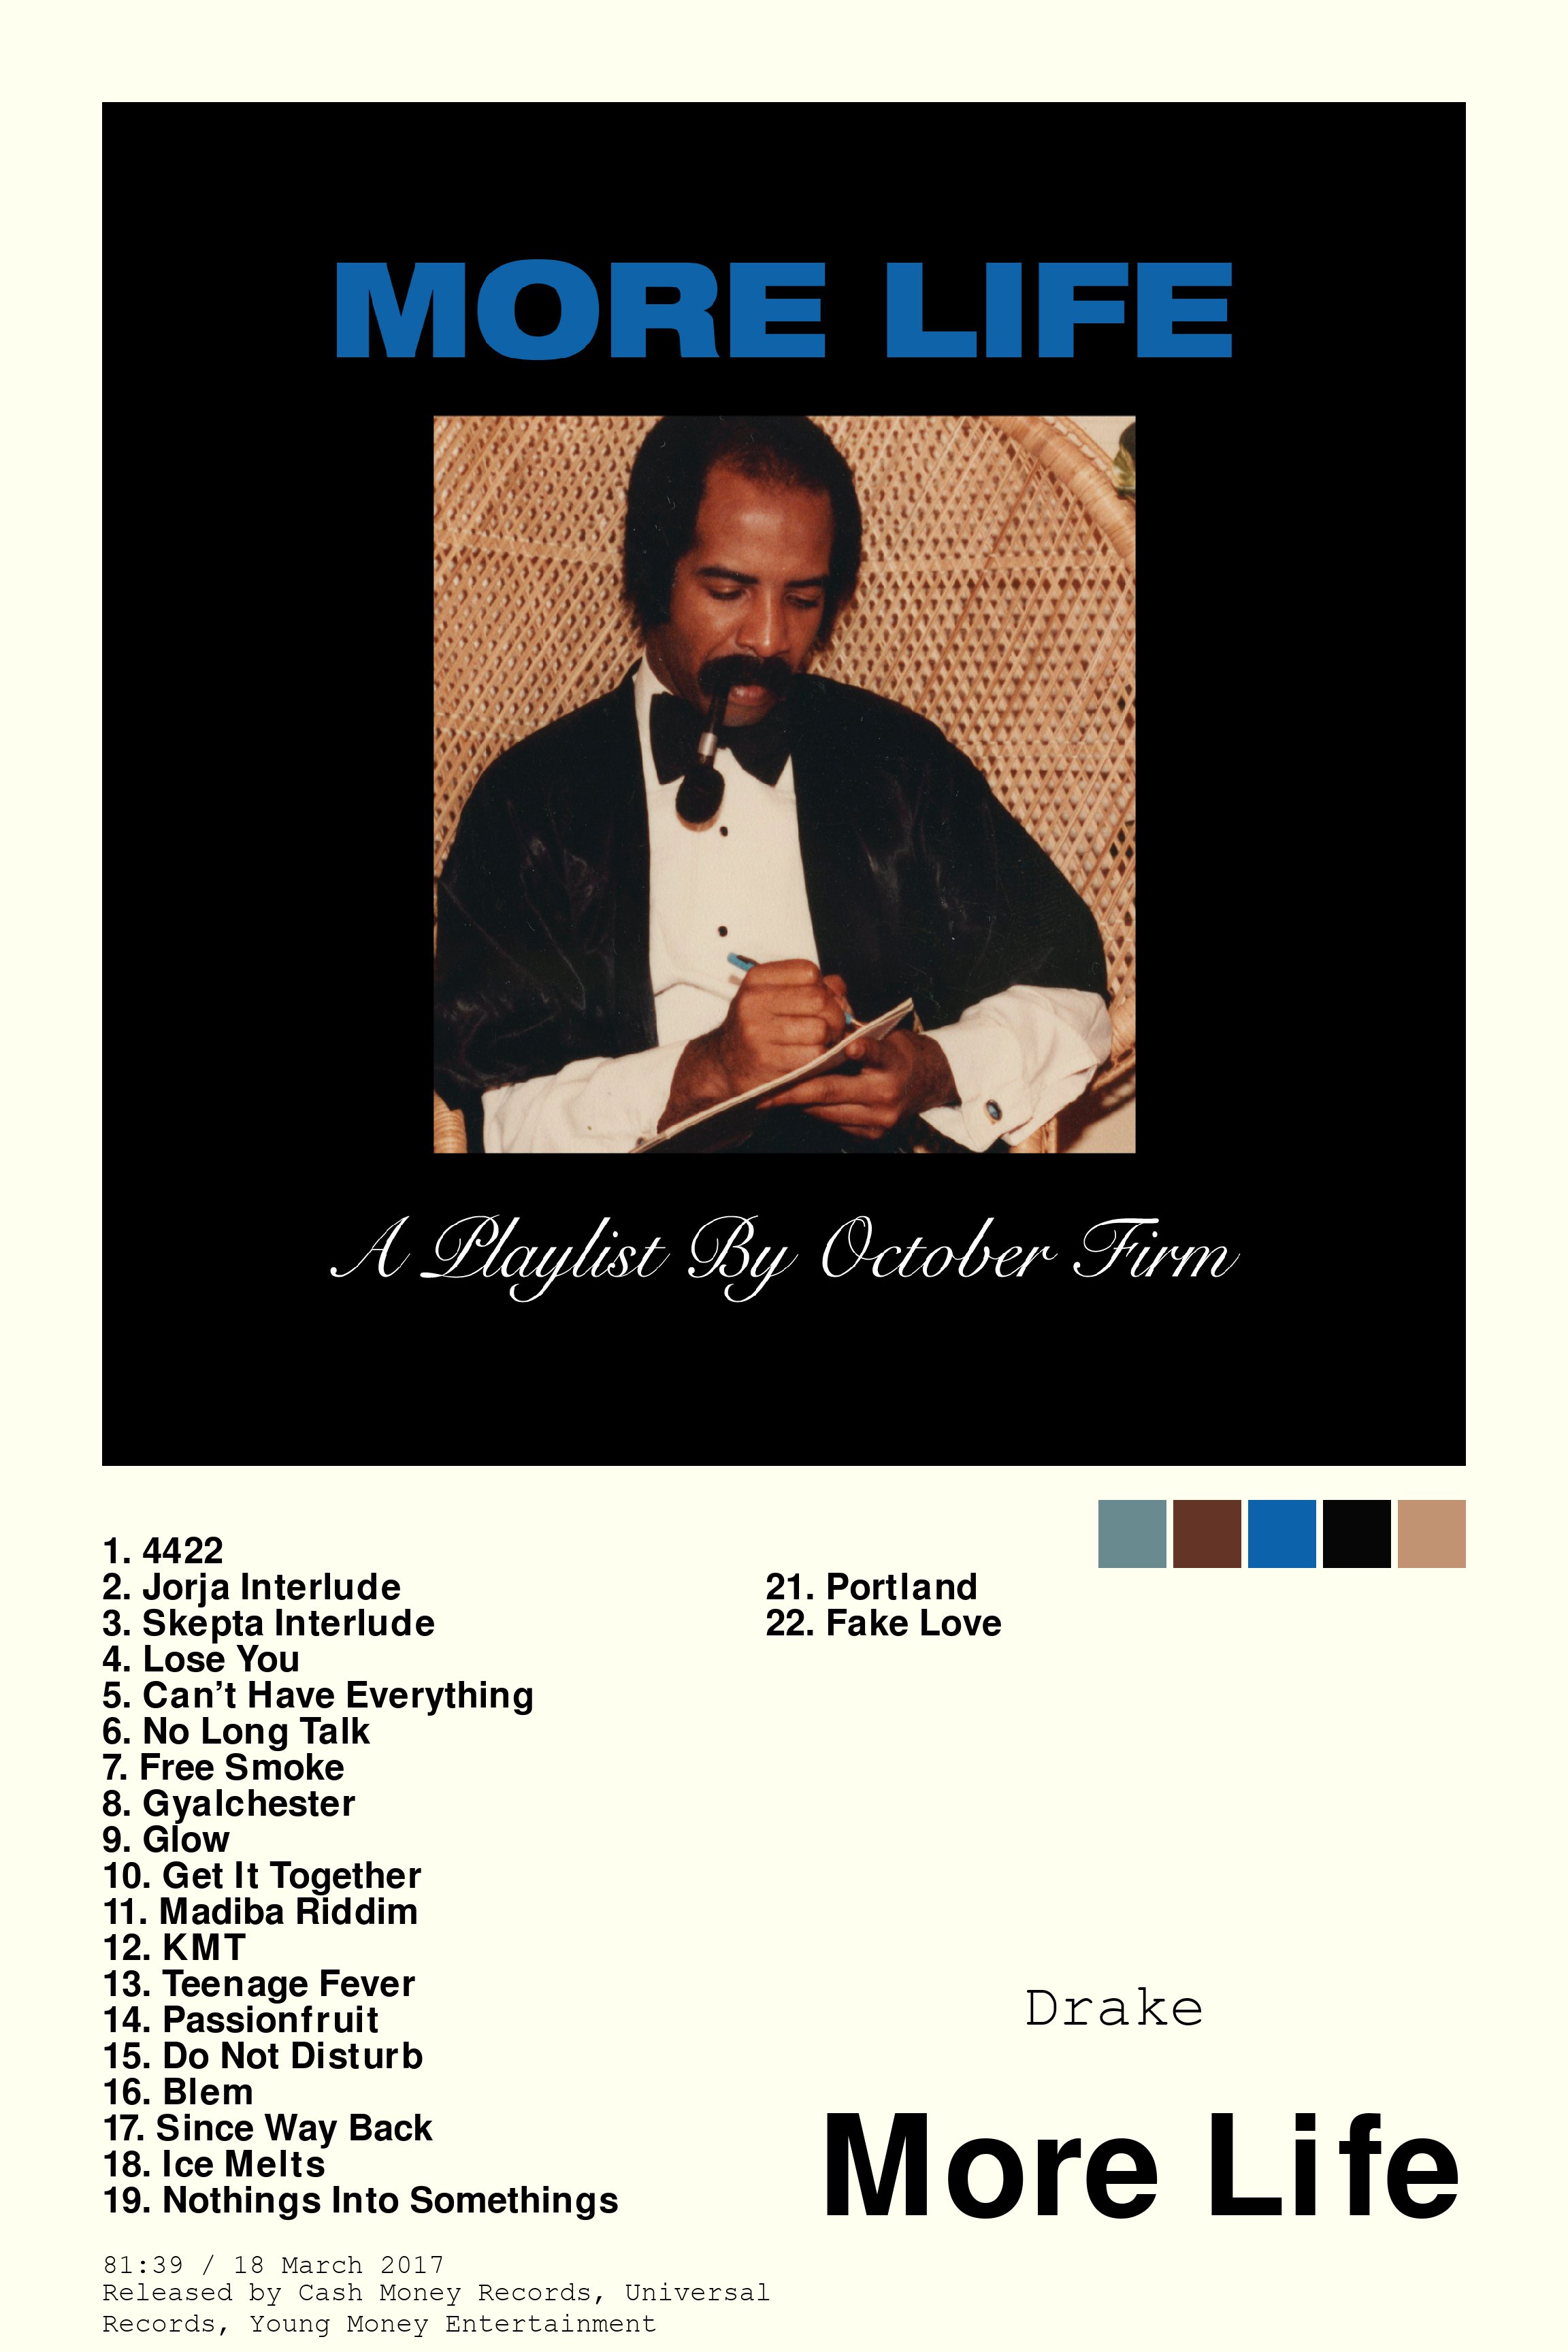 MORE LIFE
A Playlist By October Firm
1. 4422
2. Jorja Interlude
3. Skepta Interlude
4. Lose You
5. Can’t Have Everything
6. No Long Talk
7. Free Smoke
8. Gyalchester
9. Glow
10. Get It Together
11. Madiba Riddim
12. KMT
13. Teenage Fever
14. Passionfruit
15. Do Not Disturb
16. Blem
17. Since Way Back
18. Ice Melts
19. Nothings Into Somethings
21. Portland
22. Fake Love
Drake
More Life
81:39 / 18 March 2017
Released by Cash Money Records, Universal
Records, Young Money Entertainment